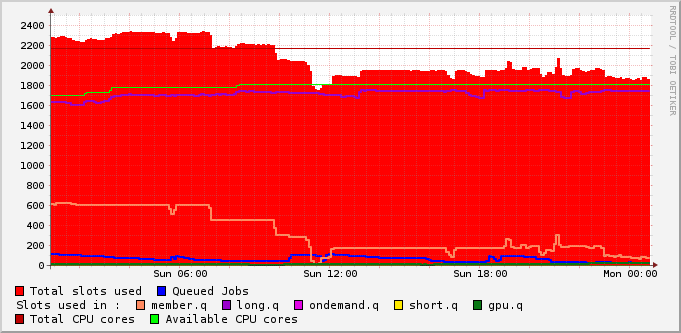 2400
2200
2000
1800
1600
1400
1200
1000
800
600
400
200
0
Sun 06:00 Sun 12:00 Sun 18:00 Mon 00:00
Total slots used Queued Jobs
Slots used in : member.q long.q ondemand.q short.q gpu.q
Total CPU cores Available CPU cores
RRDTOOL / TOBI OETIKER